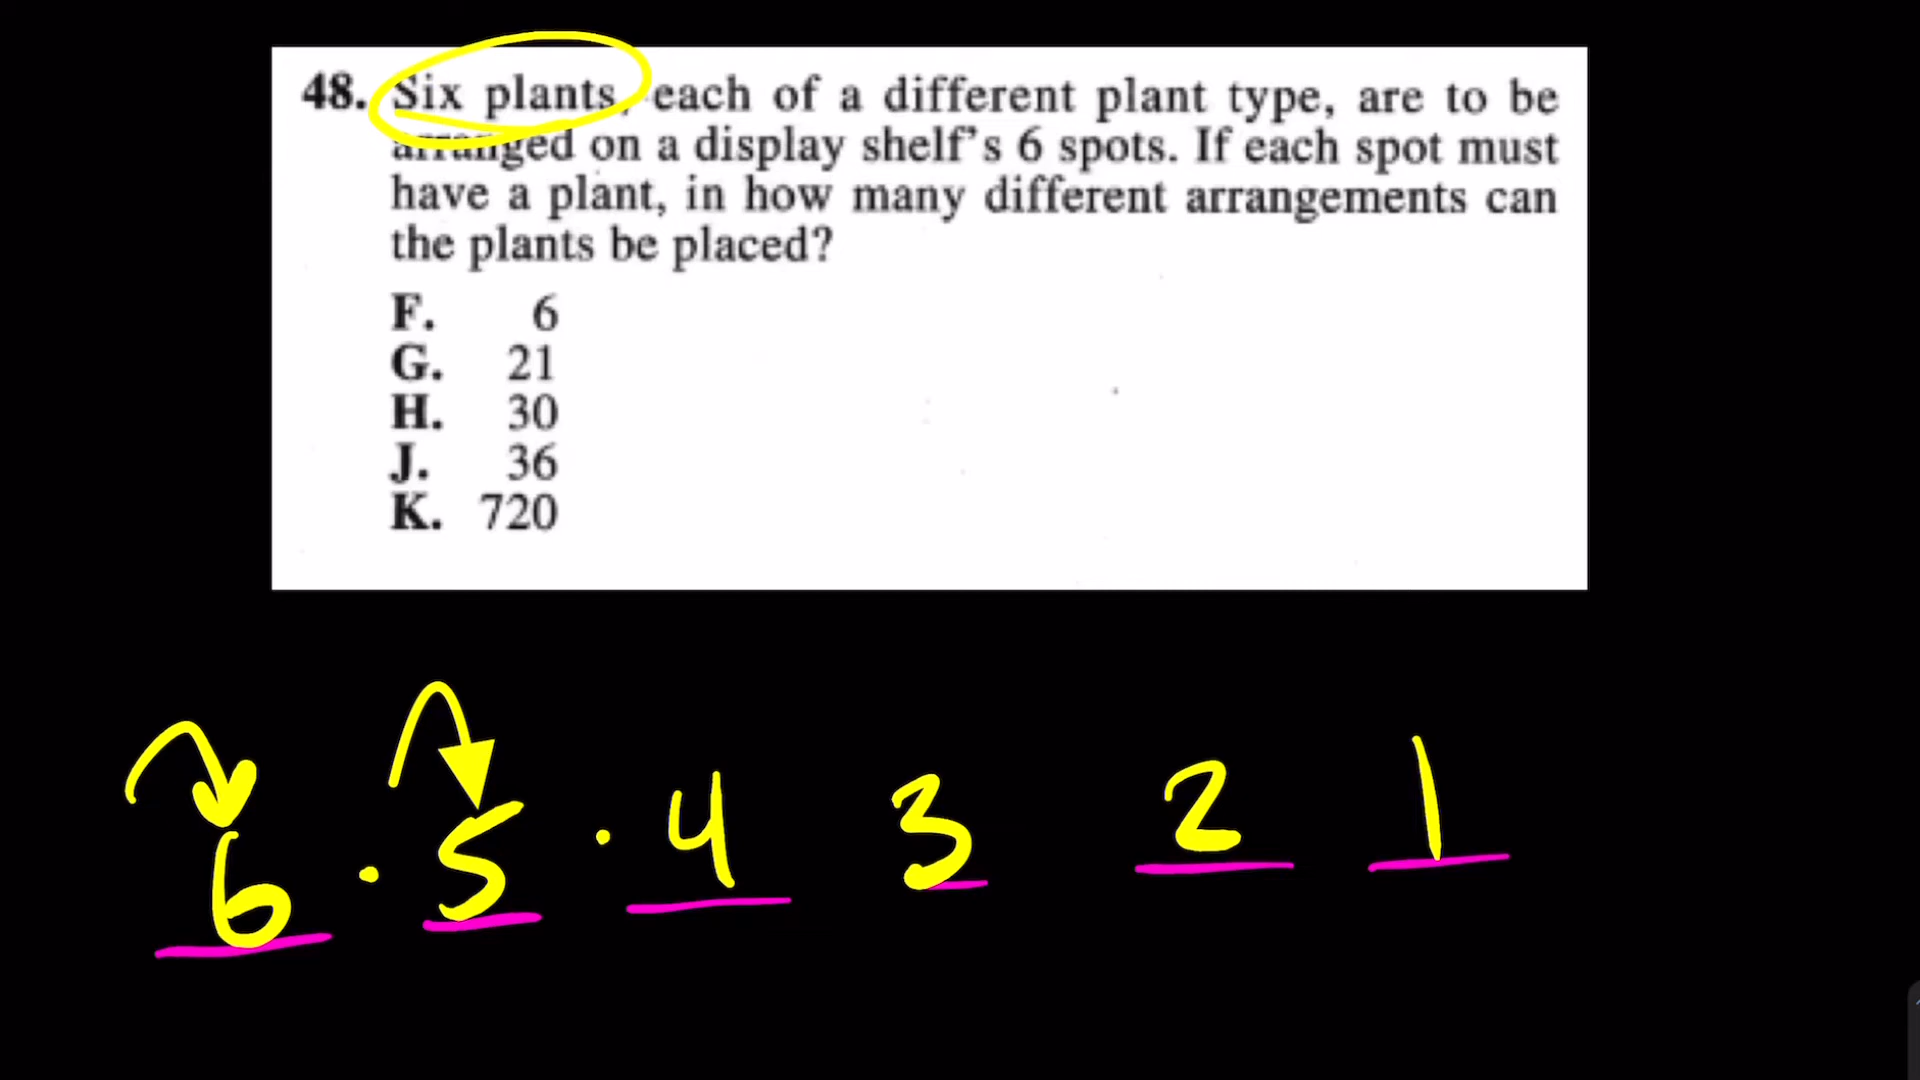 48. Six plants, each of a different plant type, are to be
arranged on a display shelf's 6 spots. If each spot must
have a plant, in how many different arrangements can
the plants be placed?
F. 6
G. 21
H. 30
J. 36
K. 720
6 · 5 · 4 3 2 1